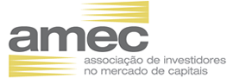 amec
associação de investidores
no mercado de capitais